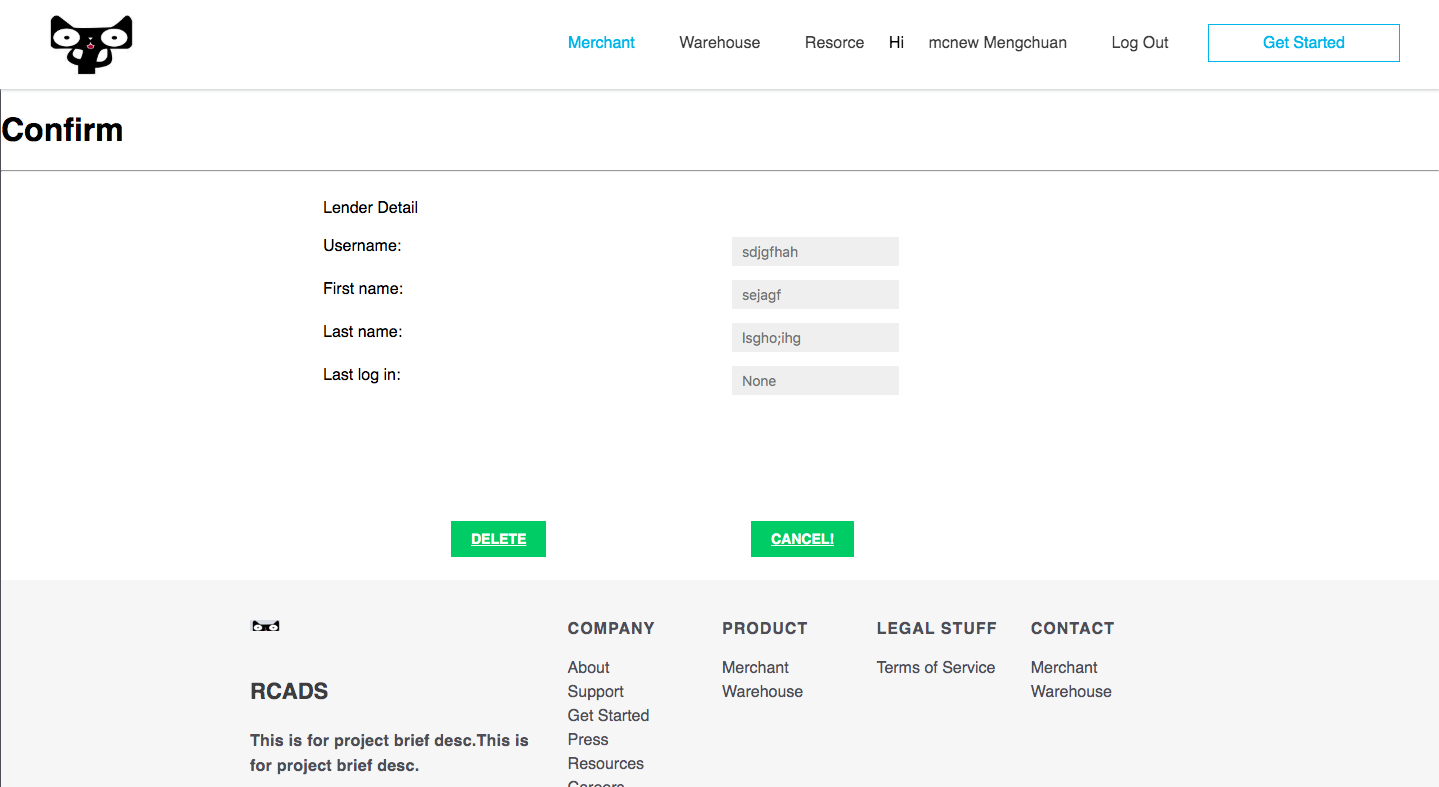 Merchant Warehouse Resorce Hi mcnew Mengchuan Log Out Get Started
Confirm
Lender Detail
Username: sdjgfhah
First name: sejagf
Last name: lsgho;ihg
Last log in: None
DELETE CANCEL!
RCADS
This is for project brief desc.This is
for project brief desc.
COMPANY
About
Support
Get Started
Press
Resources
Careers
PRODUCT
Merchant
Warehouse
LEGAL STUFF
Terms of Service
CONTACT
Merchant
Warehouse